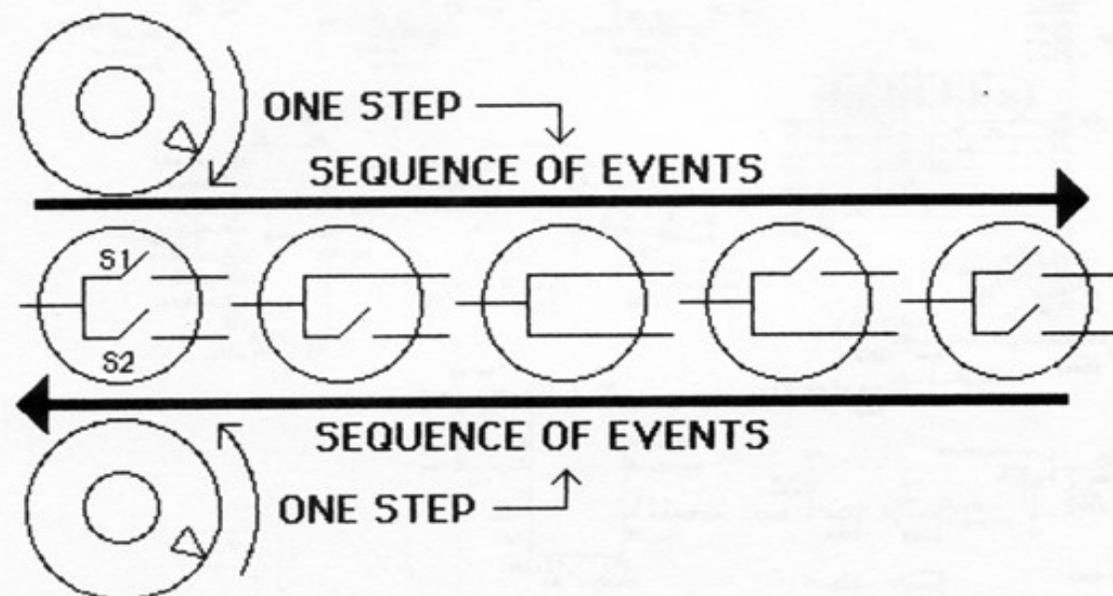 ONE STEP
SEQUENCE OF EVENTS
S1
S2
SEQUENCE OF EVENTS
ONE STEP